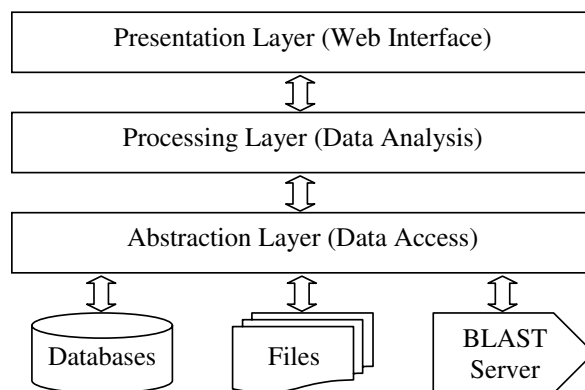 Presentation Layer (Web Interface)
Processing Layer (Data Analysis)
Abstraction Layer (Data Access)
Databases
Files
BLAST
Server